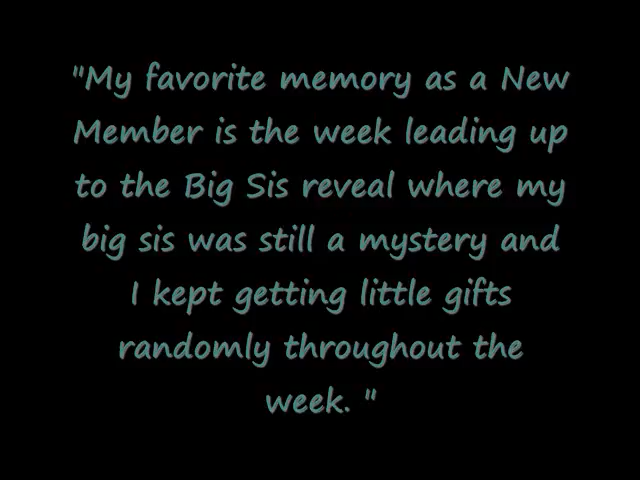 "My favorite memory as a New
Member is the week leading up
to the Big Sis reveal where my
big sis was still a mystery and
I kept getting little gifts
randomly throughout the
week. "